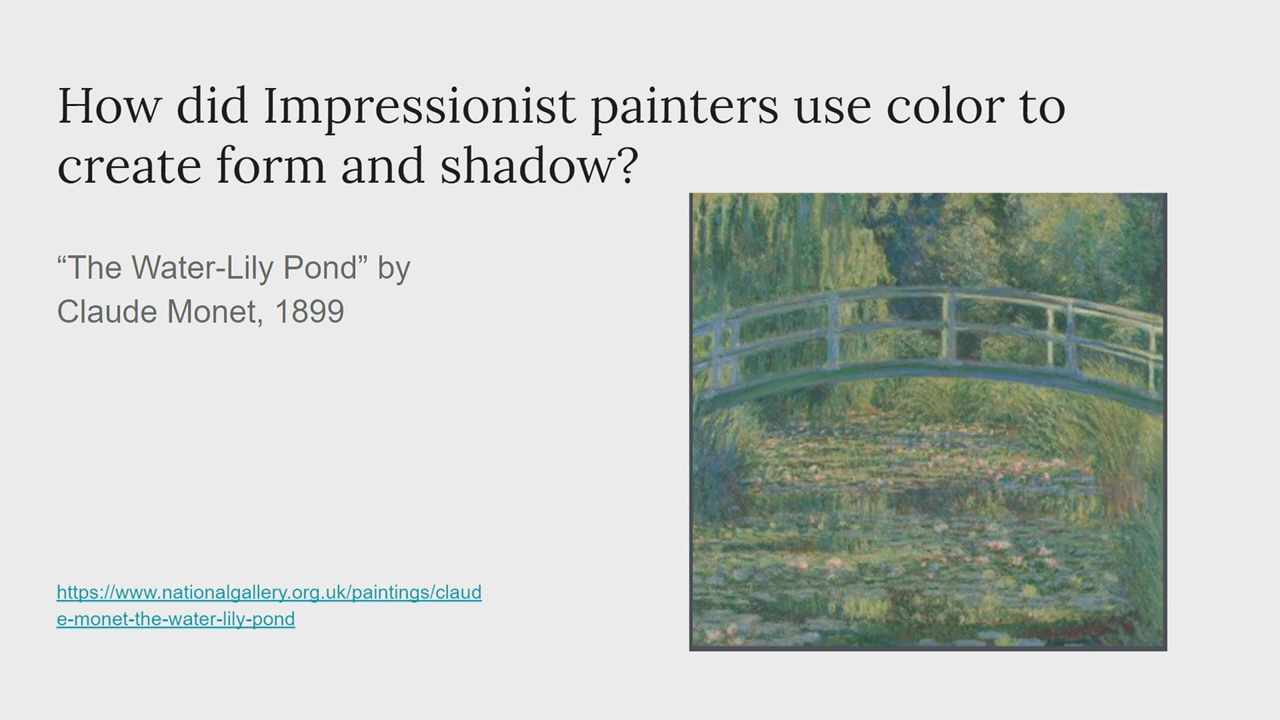 How did Impressionist painters use color to
create form and shadow?
“The Water-Lily Pond” by
Claude Monet, 1899
https://www.nationalgallery.org.uk/paintings/claud
e-monet-the-water-lily-pond